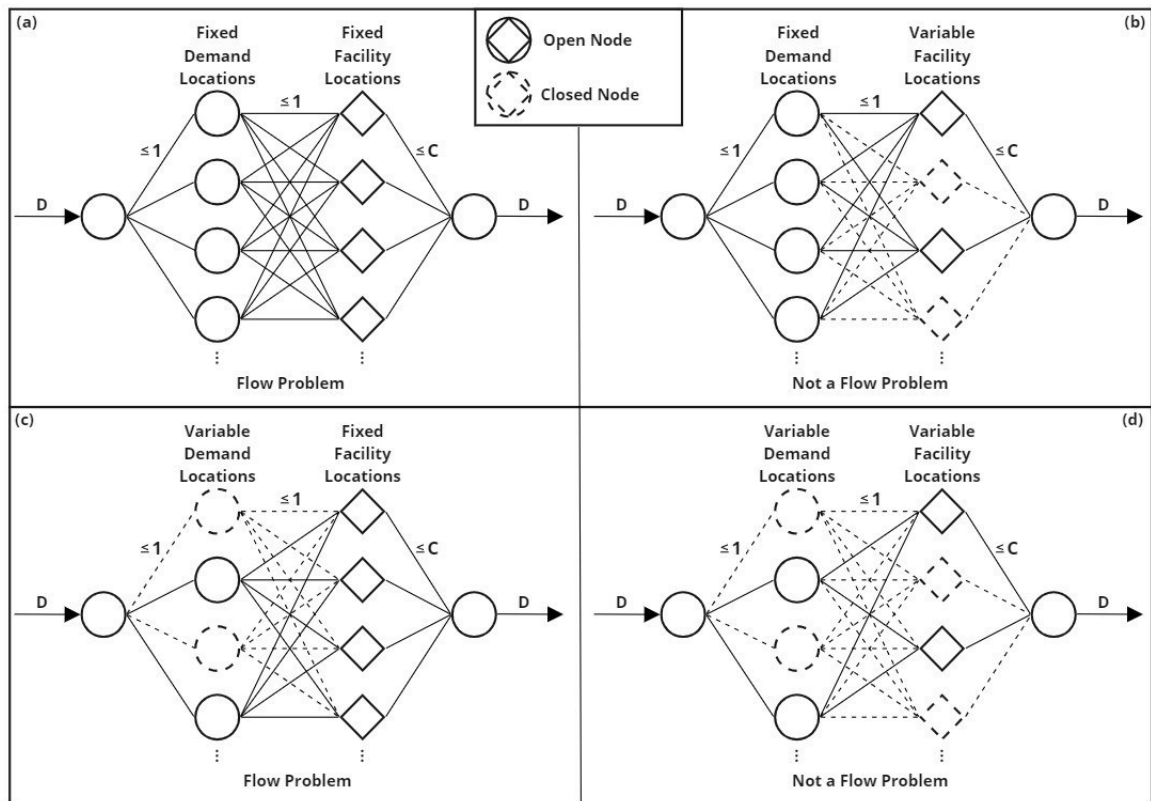 (a)
Fixed
Demand
Locations
Fixed
Facility
Locations
≤ 1
≤ 1
≤ C
D
D
⋮
⋮
Flow Problem
Open Node
Closed Node
(b)
Fixed
Demand
Locations
Variable
Facility
Locations
≤ 1
≤ 1
≤ C
D
D
⋮
⋮
Not a Flow Problem
(c)
Variable
Demand
Locations
Fixed
Facility
Locations
≤ 1
≤ 1
≤ C
D
D
⋮
⋮
Flow Problem
(d)
Variable
Demand
Locations
Variable
Facility
Locations
≤ 1
≤ 1
≤ C
D
D
⋮
⋮
Not a Flow Problem